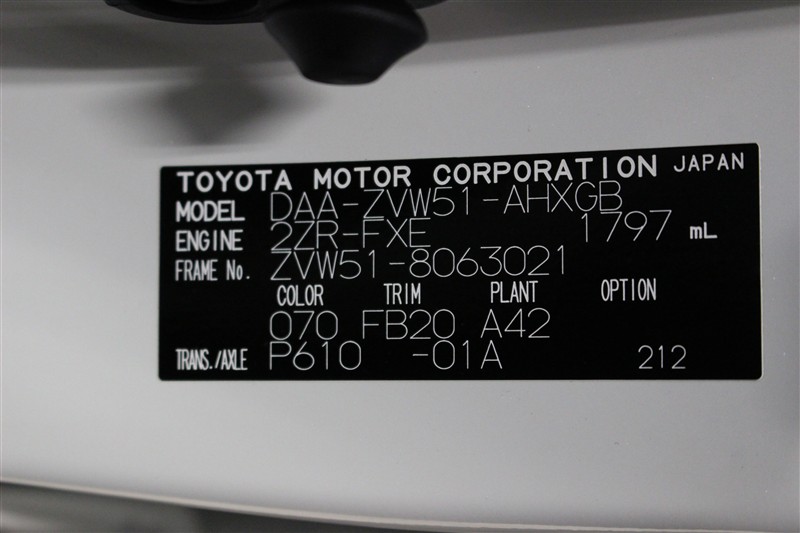 TOYOTA MOTOR CORPORATION JAPAN
MODEL DAA-ZVW51-AHXGB
ENGINE 2ZR-FXE 1797 mL
FRAME No. ZVW51-8063021
COLOR TRIM PLANT OPTION
070 FB20 A42
TRANS./AXLE P610 -01A 212